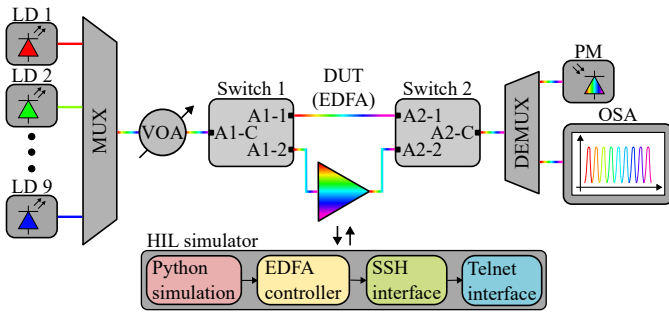 LD 1
LD 2
LD 9
MUX
VOA
Switch 1
A1-C
A1-1
A1-2
DUT
(EDFA)
Switch 2
A2-1
A2-C
A2-2
DEMUX
PM
OSA
HIL simulator
Python
simulation
EDFA
controller
SSH
interface
Telnet
interface